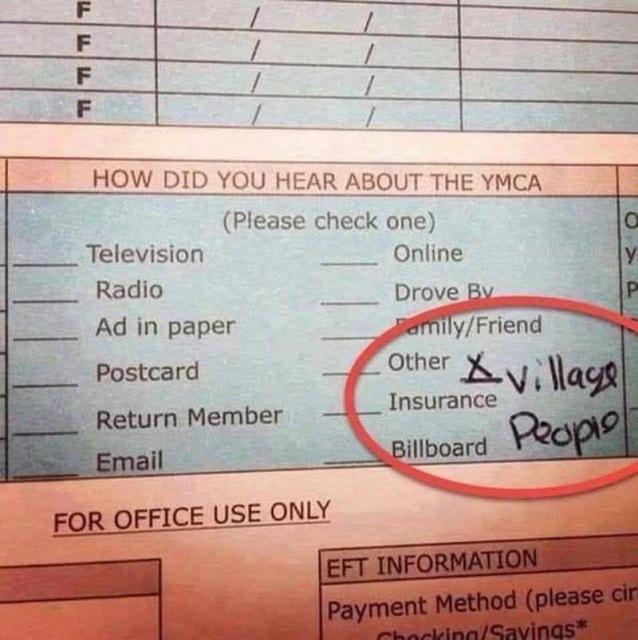 F / /
F / /
F / /
F / /
HOW DID YOU HEAR ABOUT THE YMCA
(Please check one)
Television Online
Radio Drove By
Ad in paper Family/Friend
Postcard Other X Village
Return Member Insurance People
Email Billboard
FOR OFFICE USE ONLY
EFT INFORMATION
Payment Method (please cir
Checking/Savings*